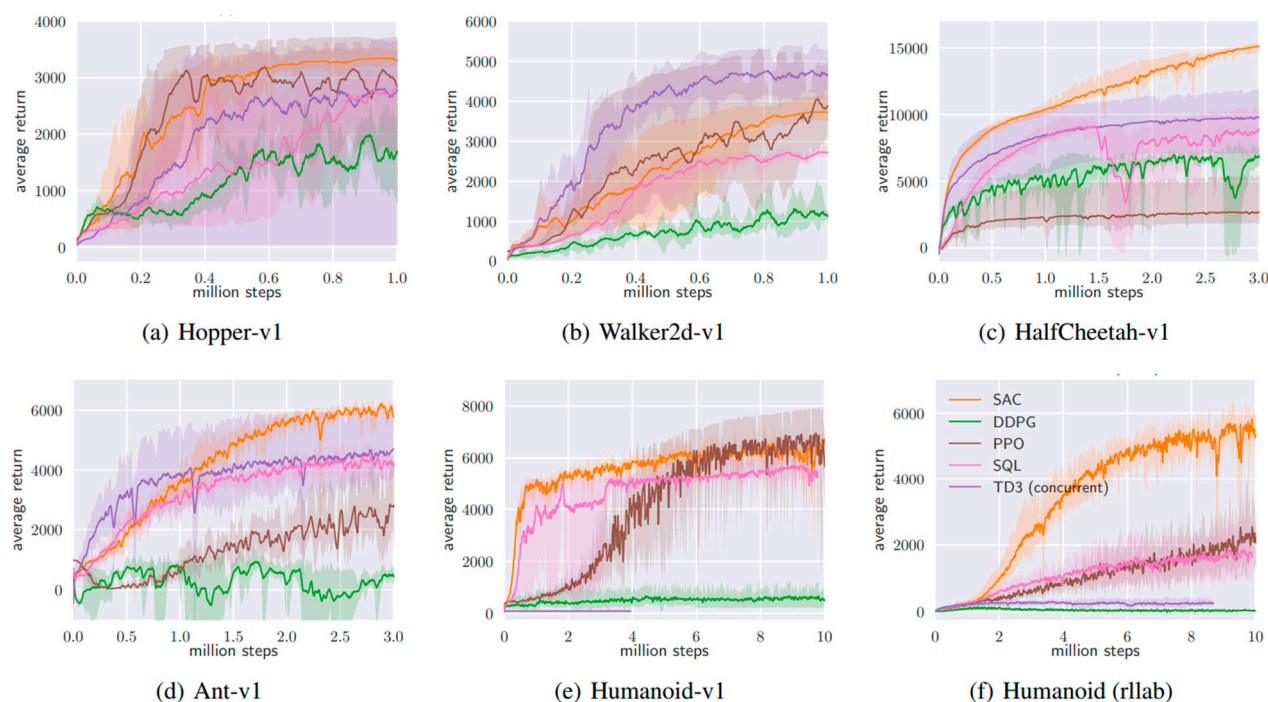 4000
3000
2000
1000
0
average return
0.0 0.2 0.4 0.6 0.8 1.0
million steps
(a) Hopper-v1
6000
5000
4000
3000
2000
1000
0
average return
0.0 0.2 0.4 0.6 0.8 1.0
million steps
(b) Walker2d-v1
15000
10000
5000
0
average return
0.0 0.5 1.0 1.5 2.0 2.5 3.0
million steps
(c) HalfCheetah-v1
6000
4000
2000
0
average return
0.0 0.5 1.0 1.5 2.0 2.5 3.0
million steps
(d) Ant-v1
8000
6000
4000
2000
0
average return
0 2 4 6 8 10
million steps
(e) Humanoid-v1
6000
4000
2000
0
average return
SAC
DDPG
PPO
SQL
TD3 (concurrent)
0 2 4 6 8 10
million steps
(f) Humanoid (rllab)